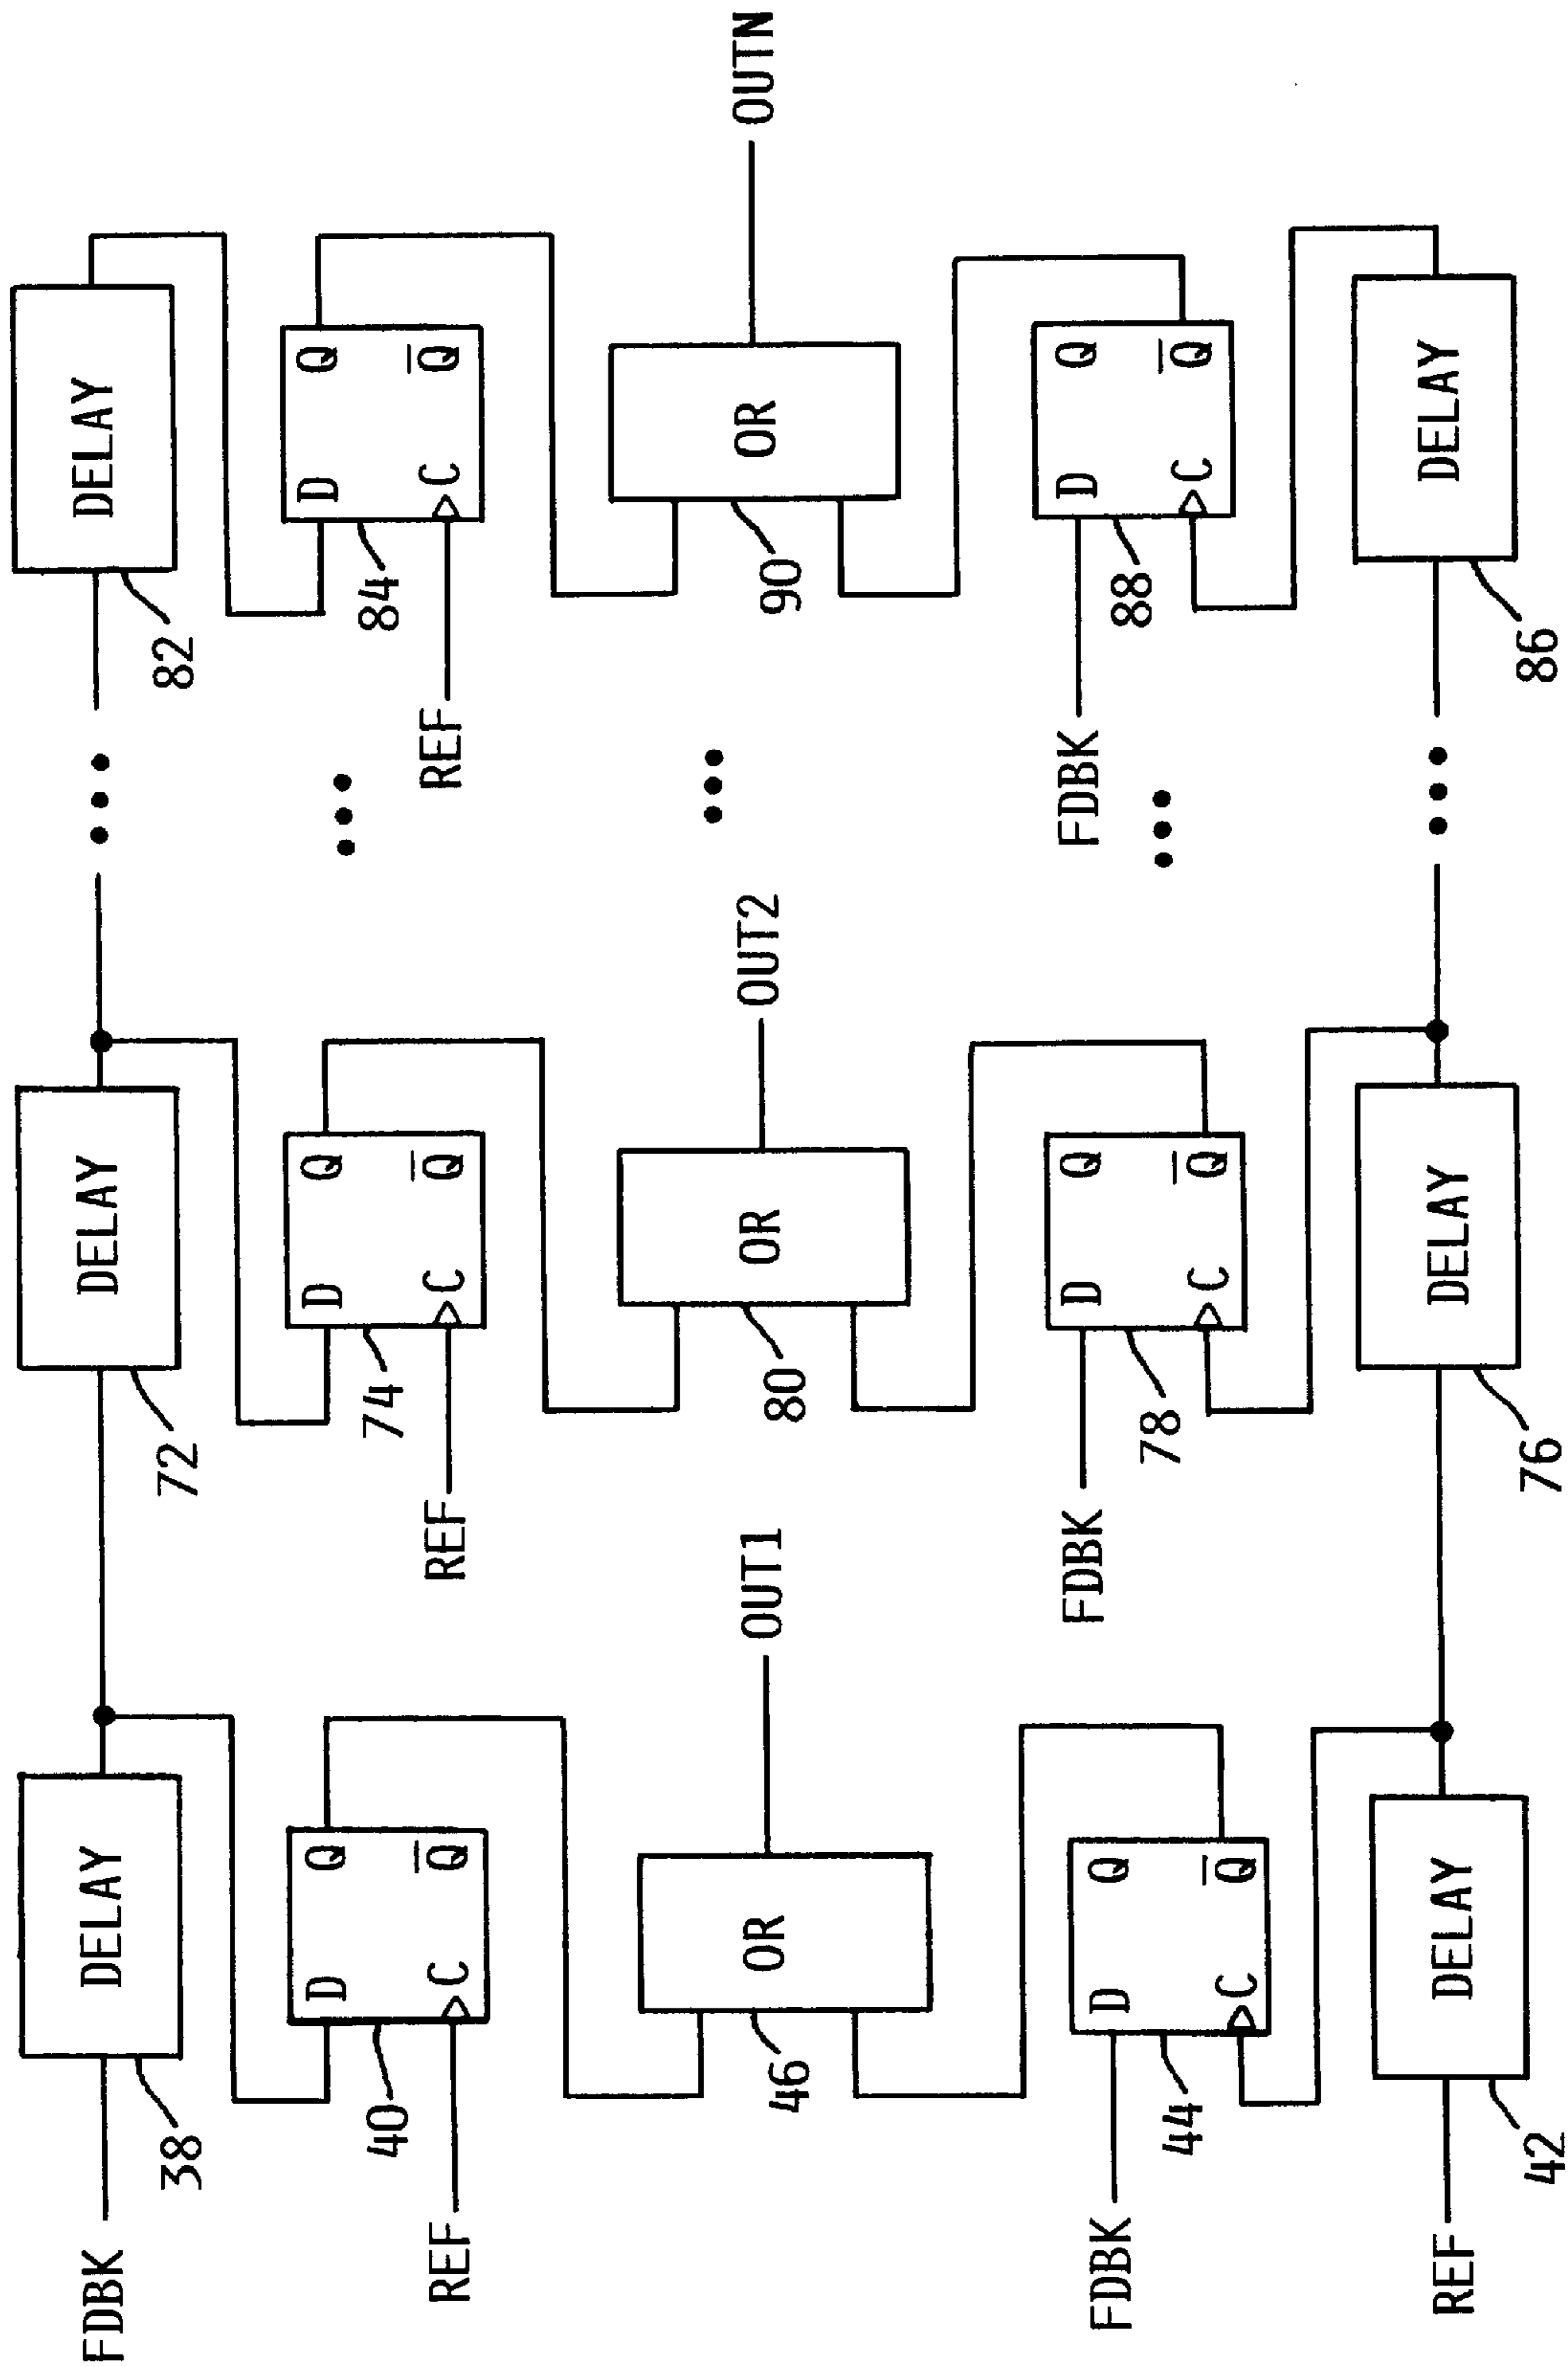 DELAY
DELAY
DELAY
FDBK
38
72
82
D
Q
C
Q̅
D
Q
C
Q̅
D
Q
C
Q̅
REF
40
REF
74
REF
84
OR
OUT1
OR
OUT2
OR
OUTN
46
80
90
FDBK
D
Q
C
Q̅
FDBK
D
Q
C
Q̅
FDBK
D
Q
C
Q̅
44
78
88
REF
DELAY
DELAY
DELAY
42
76
86